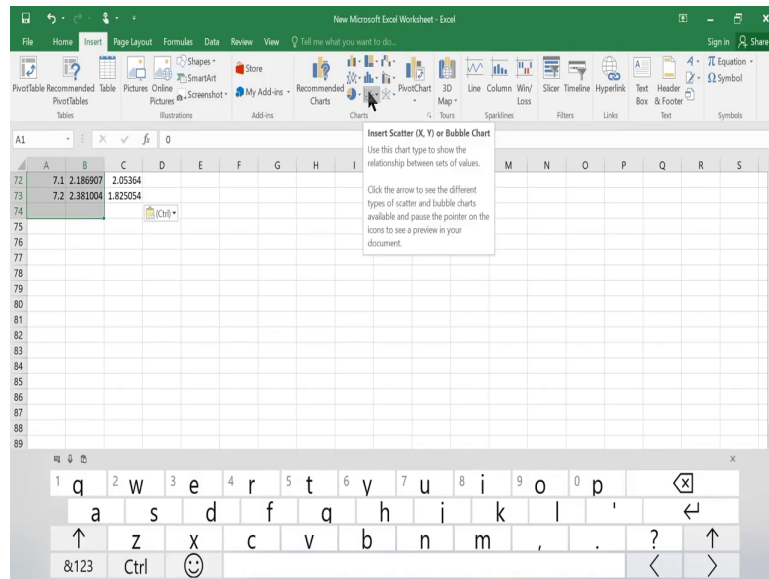 New Microsoft Excel Worksheet - Excel
File Home Insert Page Layout Formulas Data Review View Tell me what you want to do... Sign in Share
PivotTable Recommended PivotTables Table Pictures Online Pictures Shapes SmartArt Screenshot Store My Add-ins Recommended Charts PivotChart 3D Map Line Column Win/Loss Slicer Timeline Hyperlink Text Box Header & Footer Equation Symbol
Tables Illustrations Add-ins Charts Tours Sparklines Filters Links Symbols
A1 fx 0
Insert Scatter (X, Y) or Bubble Chart
Use this chart type to show the
relationship between sets of values.
Click the arrow to see the different
types of scatter and bubble charts
available and pause the pointer on the
icons to see a preview in your
document.
A B C D E F G H I M N O P Q R S
72 7.1 2.186907 2.05364
73 7.2 2.381004 1.825054
74 (Ctrl)
75
76
77
78
79
80
81
82
83
84
85
86
87
88
89
1 q 2 w 3 e 4 r 5 t 6 y 7 u 8 i 9 o 0 p
a s d f g h j k l '
z x c v b n m , . ?
&123 Ctrl